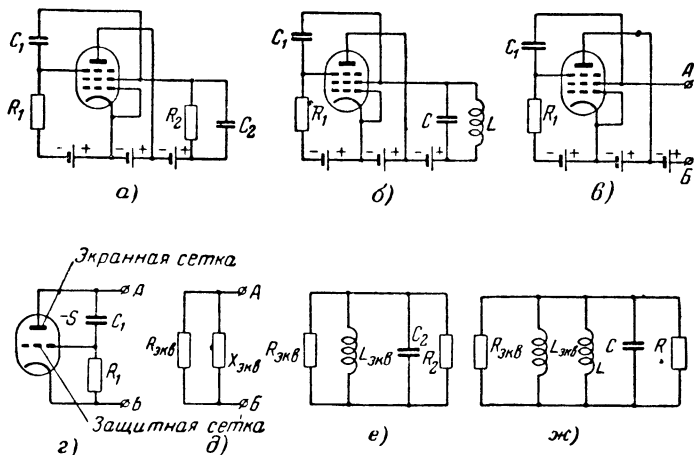 C₁
R₁
R₂
C₂
- + - + - +
а)
C₁
R₁
C
L
- + - + - +
б)
C₁
R₁
А
Б
- + - + - +
в)
Экранная сетка
А
-S
C₁
R₁
Б
Защитная сетка
г)
А
Rэкв
Xэкв
Б
д)
Rэкв
Lэкв
C₂
R₂
е)
Rэкв
Lэкв
L
C
R
ж)